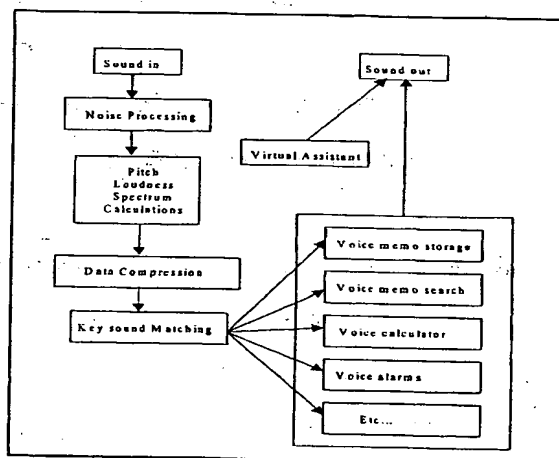 Sound in
Noise Processing
Pitch
Loudness
Spectrum
Calculations
Data Compression
Key sound Matching
Sound out
Virtual Assistant
Voice memo storage
Voice memo search
Voice calculator
Voice alarms
Etc...